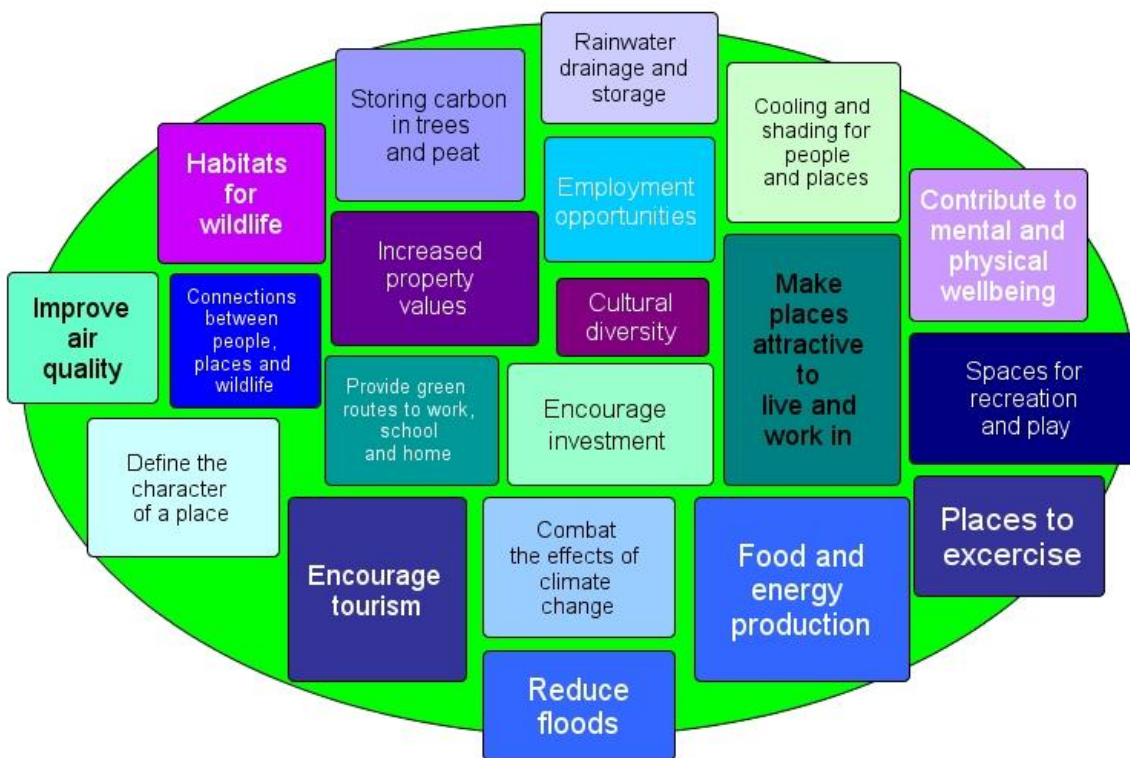 Rainwater
drainage and
storage
Storing carbon
in trees
and peat
Cooling and
shading for
people
and places
Habitats
for
wildlife
Employment
opportunities
Contribute to
mental and
physical
wellbeing
Increased
property
values
Make
places
attractive
to
live and
work in
Improve
air
quality
Connections
between
people,
places and
wildlife
Cultural
diversity
Spaces for
recreation
and play
Provide green
routes to work,
school
and home
Encourage
investment
Define the
character
of a place
Places to
excercise
Encourage
tourism
Combat
the effects of
climate
change
Food and
energy
production
Reduce
floods